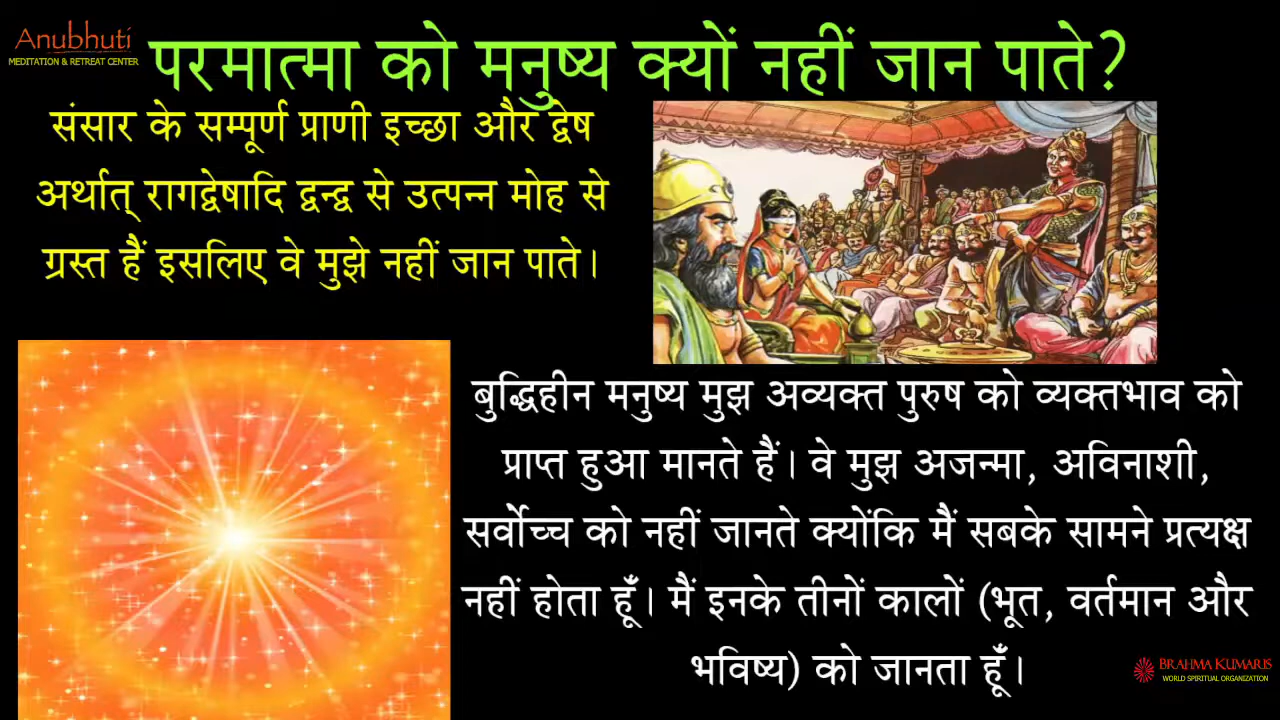 Anubhuti
MEDITATION & RETREAT CENTER
परमात्मा को मनुष्य क्यों नहीं जान पाते?
संसार के सम्पूर्ण प्राणी इच्छा और द्वेष
अर्थात् रागद्वेषादि द्वन्द्व से उत्पन्न मोह से
ग्रस्त हैं इसलिए वे मुझे नहीं जान पाते।
बुद्धिहीन मनुष्य मुझ अव्यक्त पुरुष को व्यक्तभाव को
प्राप्त हुआ मानते हैं। वे मुझ अजन्मा, अविनाशी,
सर्वोच्च को नहीं जानते क्योंकि मैं सबके सामने प्रत्यक्ष
नहीं होता हूँ। मैं इनके तीनों कालों (भूत, वर्तमान और
भविष्य) को जानता हूँ।
BRAHMA KUMARIS
WORLD SPIRITUAL ORGANIZATION